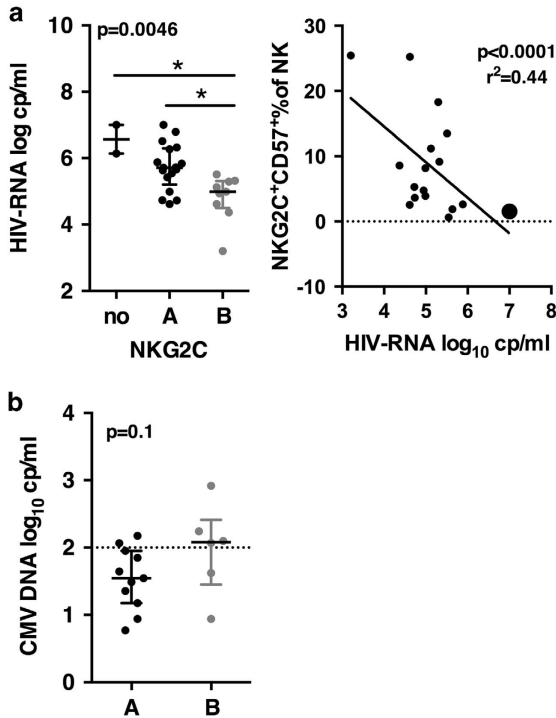 a
p=0.0046
*
*
HIV-RNA log cp/ml
10
8
6
4
2
no A B
NKG2C
p<0.0001
r²=0.44
NKG2C⁺CD57⁺% of NK
30
20
10
0
-10
3 4 5 6 7 8
HIV-RNA log₁₀ cp/ml
b
p=0.1
CMV DNA log₁₀ cp/ml
4
3
2
1
0
A B